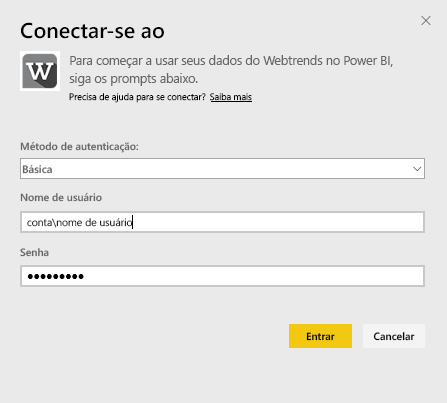 Conectar-se ao
W
Para começar a usar seus dados do Webtrends no Power BI,
siga os prompts abaixo.
Precisa de ajuda para se conectar? Saiba mais
Método de autenticação:
Básica
Nome de usuário
conta\nome de usuário
Senha
•••••••••
Entrar Cancelar